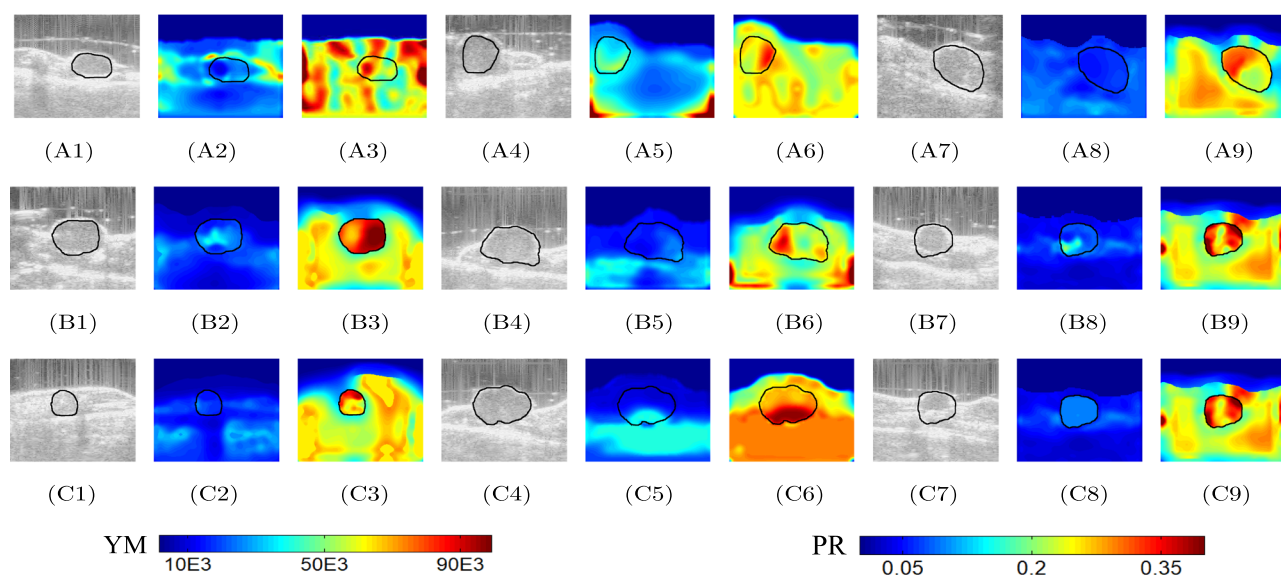 (A1) (A2) (A3) (A4) (A5) (A6) (A7) (A8) (A9)
(B1) (B2) (B3) (B4) (B5) (B6) (B7) (B8) (B9)
(C1) (C2) (C3) (C4) (C5) (C6) (C7) (C8) (C9)
YM PR
10E3 50E3 90E3 0.05 0.2 0.35